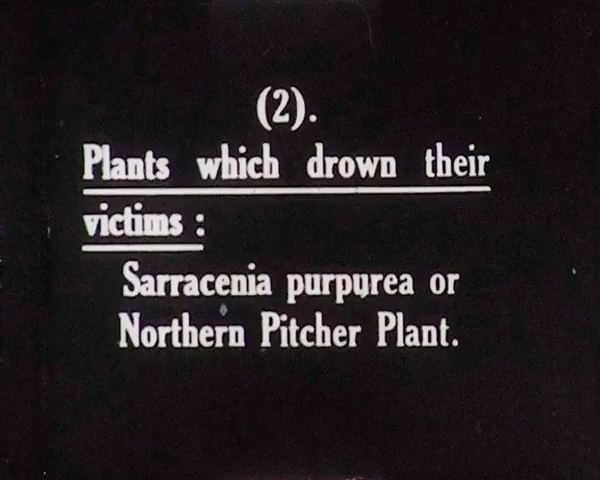 (2).
Plants which drown their
victims :
Sarracenia purpurea or
Northern Pitcher Plant.